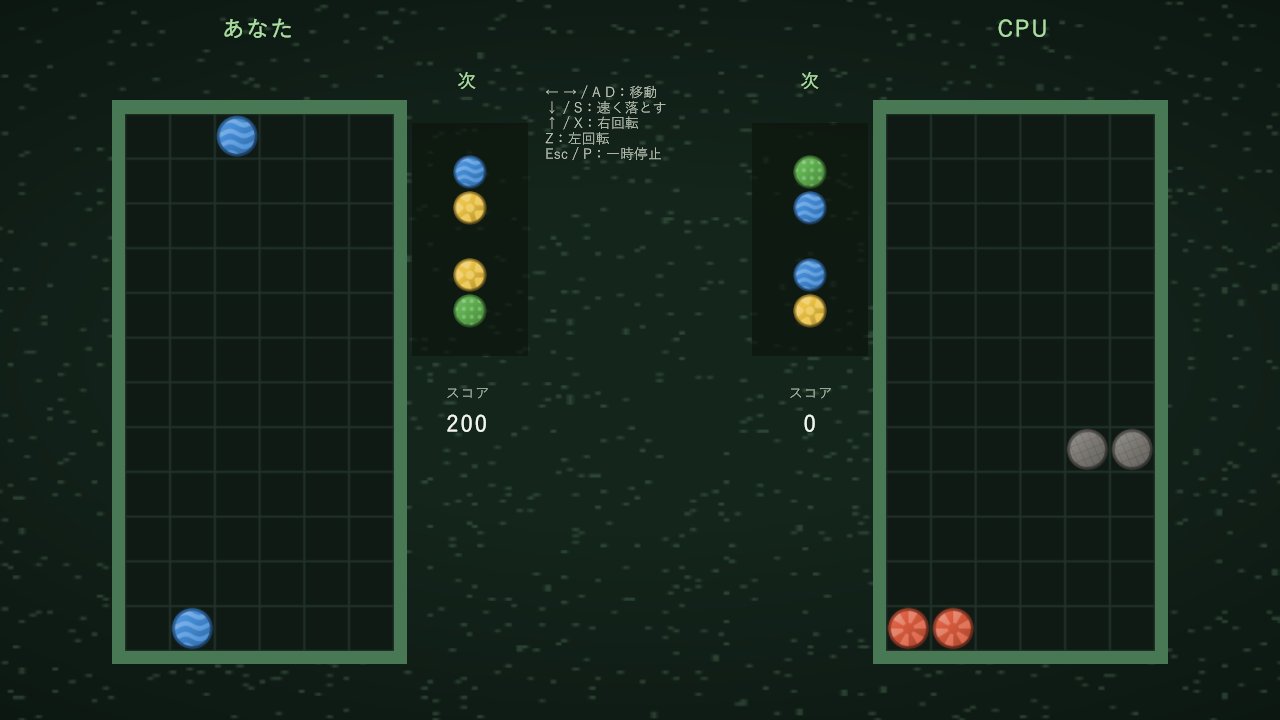 あなた
CPU
次
次
← → / A D：移動
↓ / S：速く落とす
↑ / X：右回転
Z：左回転
Esc / P：一時停止
スコア
200
スコア
0